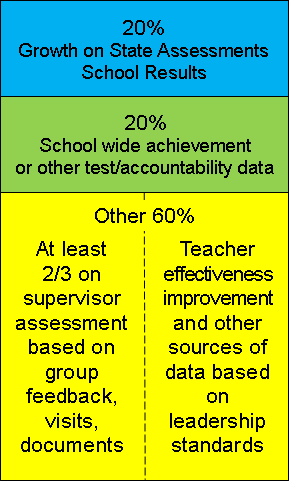 20%
Growth on State Assessments
School Results
20%
School wide achievement
or other test/accountability data
Other 60%
At least
2/3 on
supervisor
assessment
based on
group
feedback,
visits,
documents
Teacher
effectiveness
improvement
and other
sources of
data based
on
leadership
standards